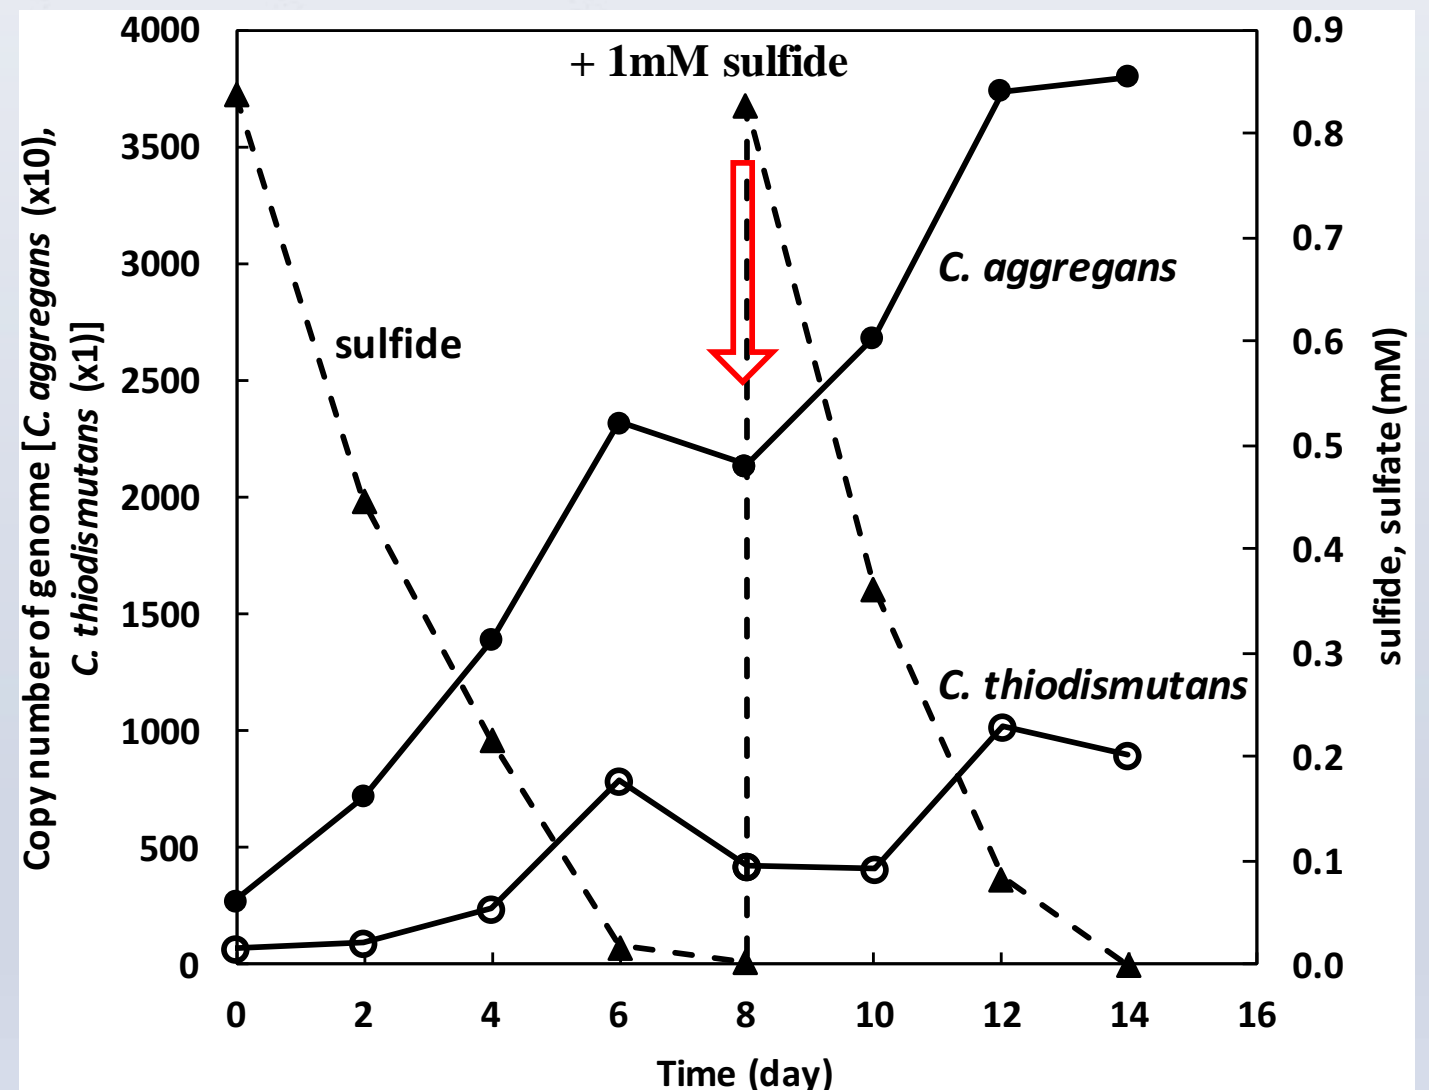 Copy number of genome [C. aggregans (x10),
C. thiodismutans (x1)]
4000
3500
3000
2500
2000
1500
1000
500
0
+ 1mM sulfide
sulfide
C. aggregans
C. thiodismutans
0.9
0.8
0.7
0.6
0.5
0.4
0.3
0.2
0.1
0.0
sulfide, sulfate (mM)
0 2 4 6 8 10 12 14 16
Time (day)